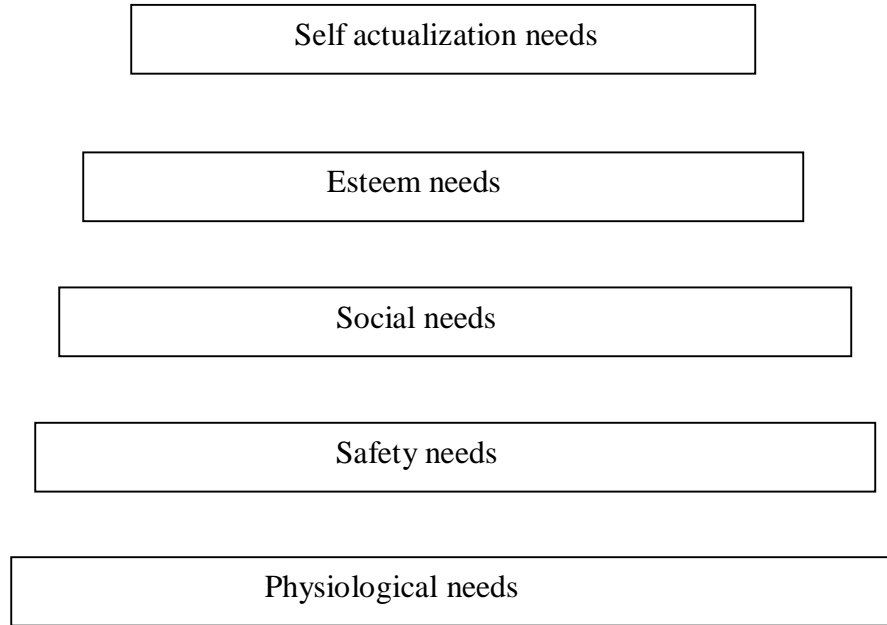 Self actualization needs
Esteem needs
Social needs
Safety needs
Physiological needs